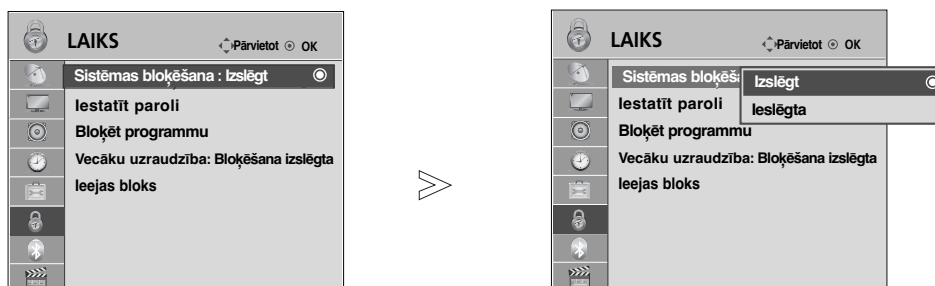 LAIKS
Pārvietot OK
Sistēmas bloķēšana : Izslēgt
Iestatīt paroli
Bloķēt programmu
Vecāku uzraudzība: Bloķēšana izslēgta
Ieejas bloks
LAIKS
Pārvietot OK
Sistēmas bloķēša
Izslēgt
Ieslēgta
Iestatīt paroli
Bloķēt programmu
Vecāku uzraudzība: Bloķēšana izslēgta
Ieejas bloks